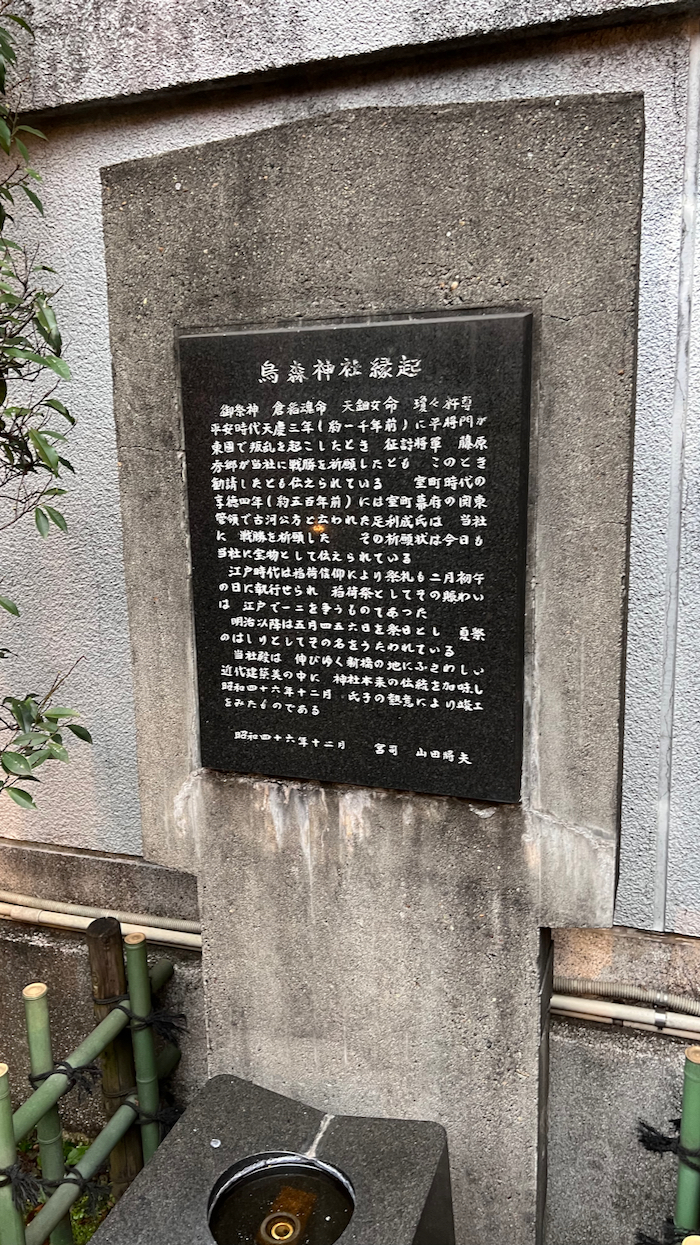 烏森神社縁起
御祭神　倉稲魂命　天鈿女命　瓊々杵尊
平安時代天慶三年(約一千年前)に平将門が
東国で叛乱を起こしたとき　征討将軍　藤原
秀郷が当社に戦勝を祈願したとも　このとき
勧請したとも伝えられている　室町時代の
享徳四年(約五百年前)には室町幕府の関東
管領で古河公方と云われた足利成氏は　当社
に　戦勝を祈願した　その祈願状は今日も
当社に宝物として伝えられている
江戸時代は稲荷信仰により祭礼も二月初午
の日に執行せられ　稲荷祭としてその賑わい
は　江戸で一二を争うものであった
明治以降は五月四五六日を祭日とし　夏祭
のはしりとしてその名をうたわれている
当社殿は　伸びゆく新橋の地にふさわしい
近代建築美の中に　神社本来の伝統を加味し
昭和四十六年十二月　氏子の熱意により竣工
をみたものである
昭和四十六年十二月　宮司　山田将夫